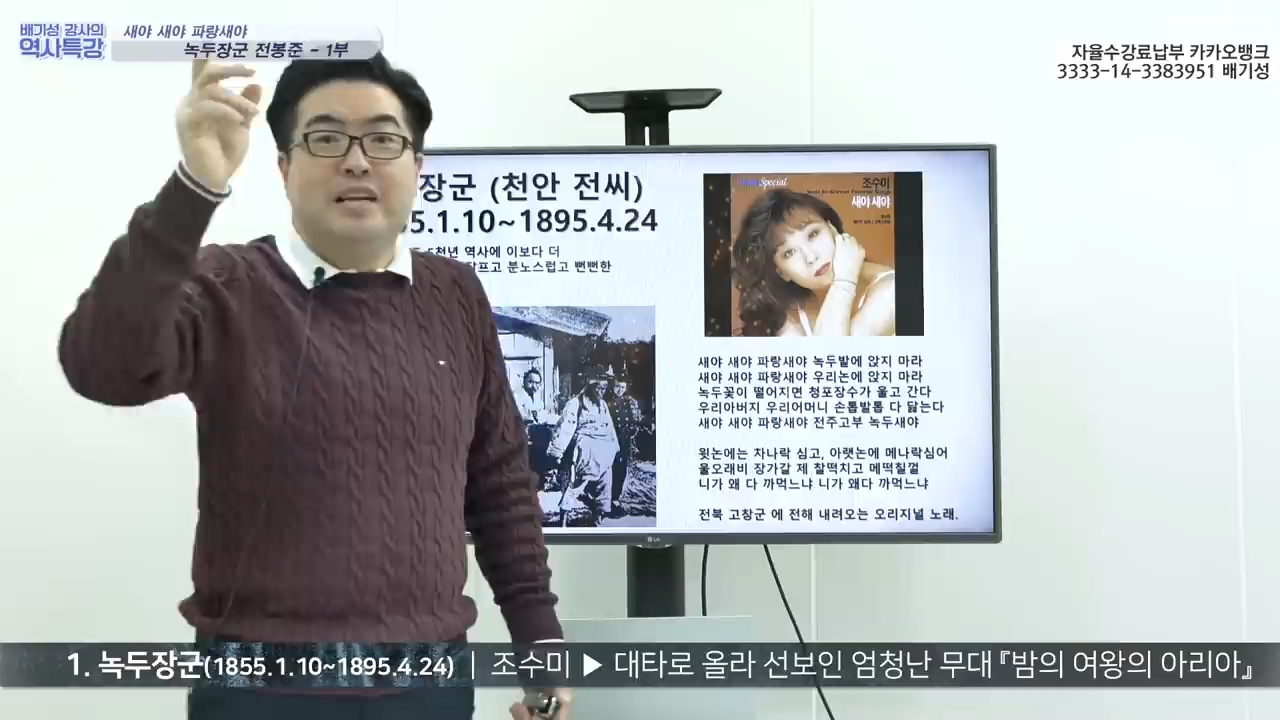 배기성 강사의
역사특강
새야 새야 파랑새야
녹두장군 전봉준 - 1부
자율수강료납부 카카오뱅크
3333-14-3383951 배기성
장군 (천안 전씨)
5.1.10~1895.4.24
5천년 역사에 이보다 더
프고 분노스럽고 뻔뻔한
Special
조수미
새야 새야
새야 새야 파랑새야 녹두밭에 앉지 마라
새야 새야 파랑새야 우리논에 앉지 마라
녹두꽃이 떨어지면 청포장수가 울고 간다
우리아버지 우리어머니 손톱발톱 다 닳는다
새야 새야 파랑새야 전주고부 녹두새야
윗논에는 차나락 심고, 아랫논에 메나락심어
울오래비 장가갈 제 찰떡치고 메떡칠껄
니가 왜 다 까먹느냐 니가 왜다 까먹느냐
전북 고창군 에 전해 내려오는 오리지널 노래.
LG
1. 녹두장군(1855.1.10~1895.4.24) | 조수미 ▶ 대타로 올라 선보인 엄청난 무대『밤의 여왕의 아리아』